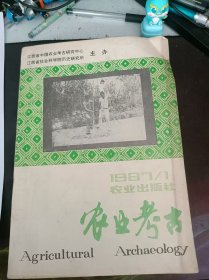 江西省中国农业考古研究中心
江西省社会科学院历史研究所
主办
1987/1
农业出版社
农业考古
Agricultural Archaeology